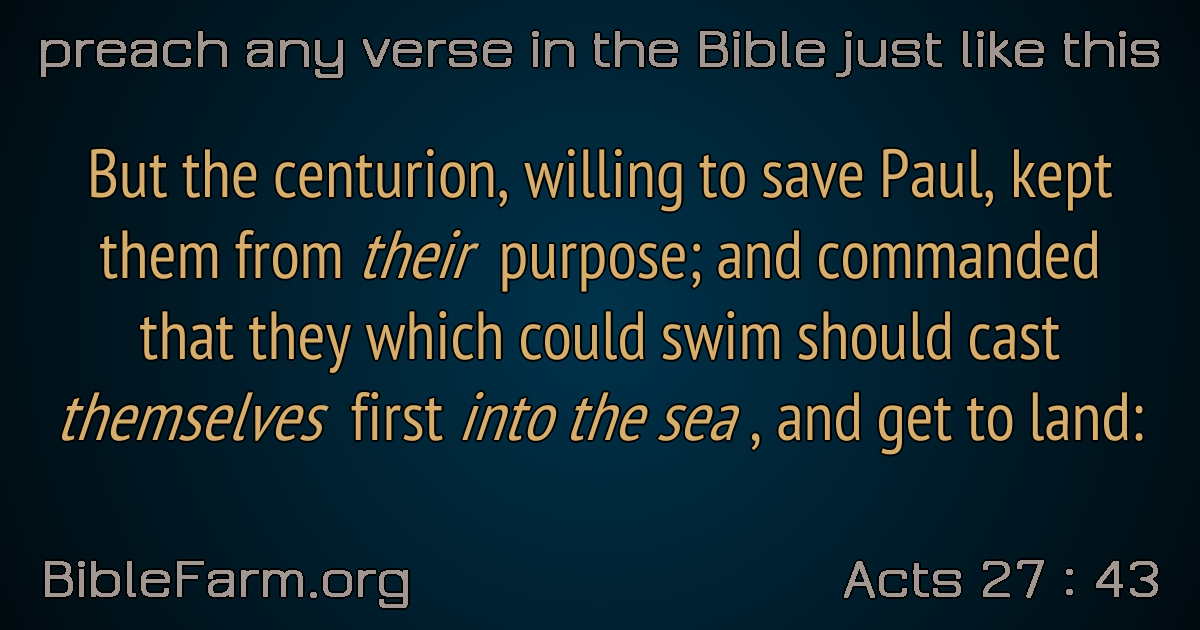 preach any verse in the Bible just like this
But the centurion, willing to save Paul, kept
them from their purpose; and commanded
that they which could swim should cast
themselves first into the sea , and get to land:
BibleFarm.org
Acts 27 : 43